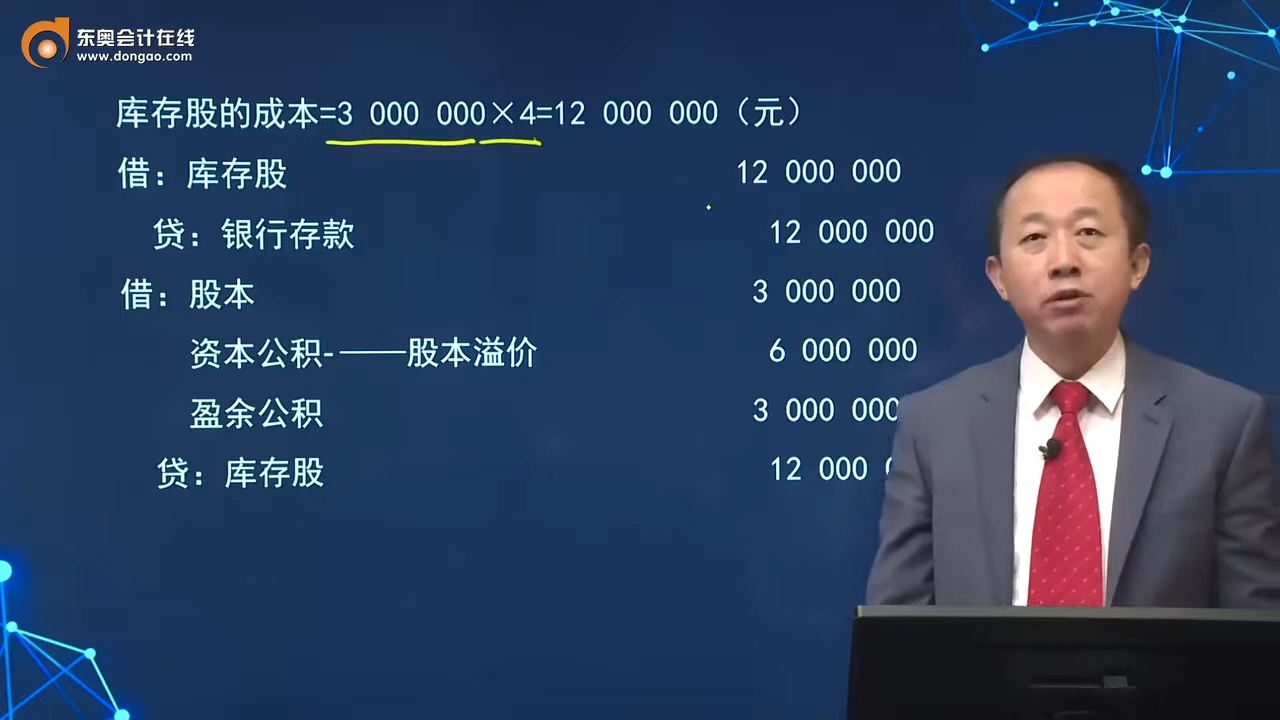 东奥会计在线
www.dongao.com
库存股的成本=3 000 000×4=12 000 000（元）
借：库存股 12 000 000
贷：银行存款 12 000 000
借：股本 3 000 000
资本公积-——股本溢价 6 000 000
盈余公积 3 000 000
贷：库存股 12 000